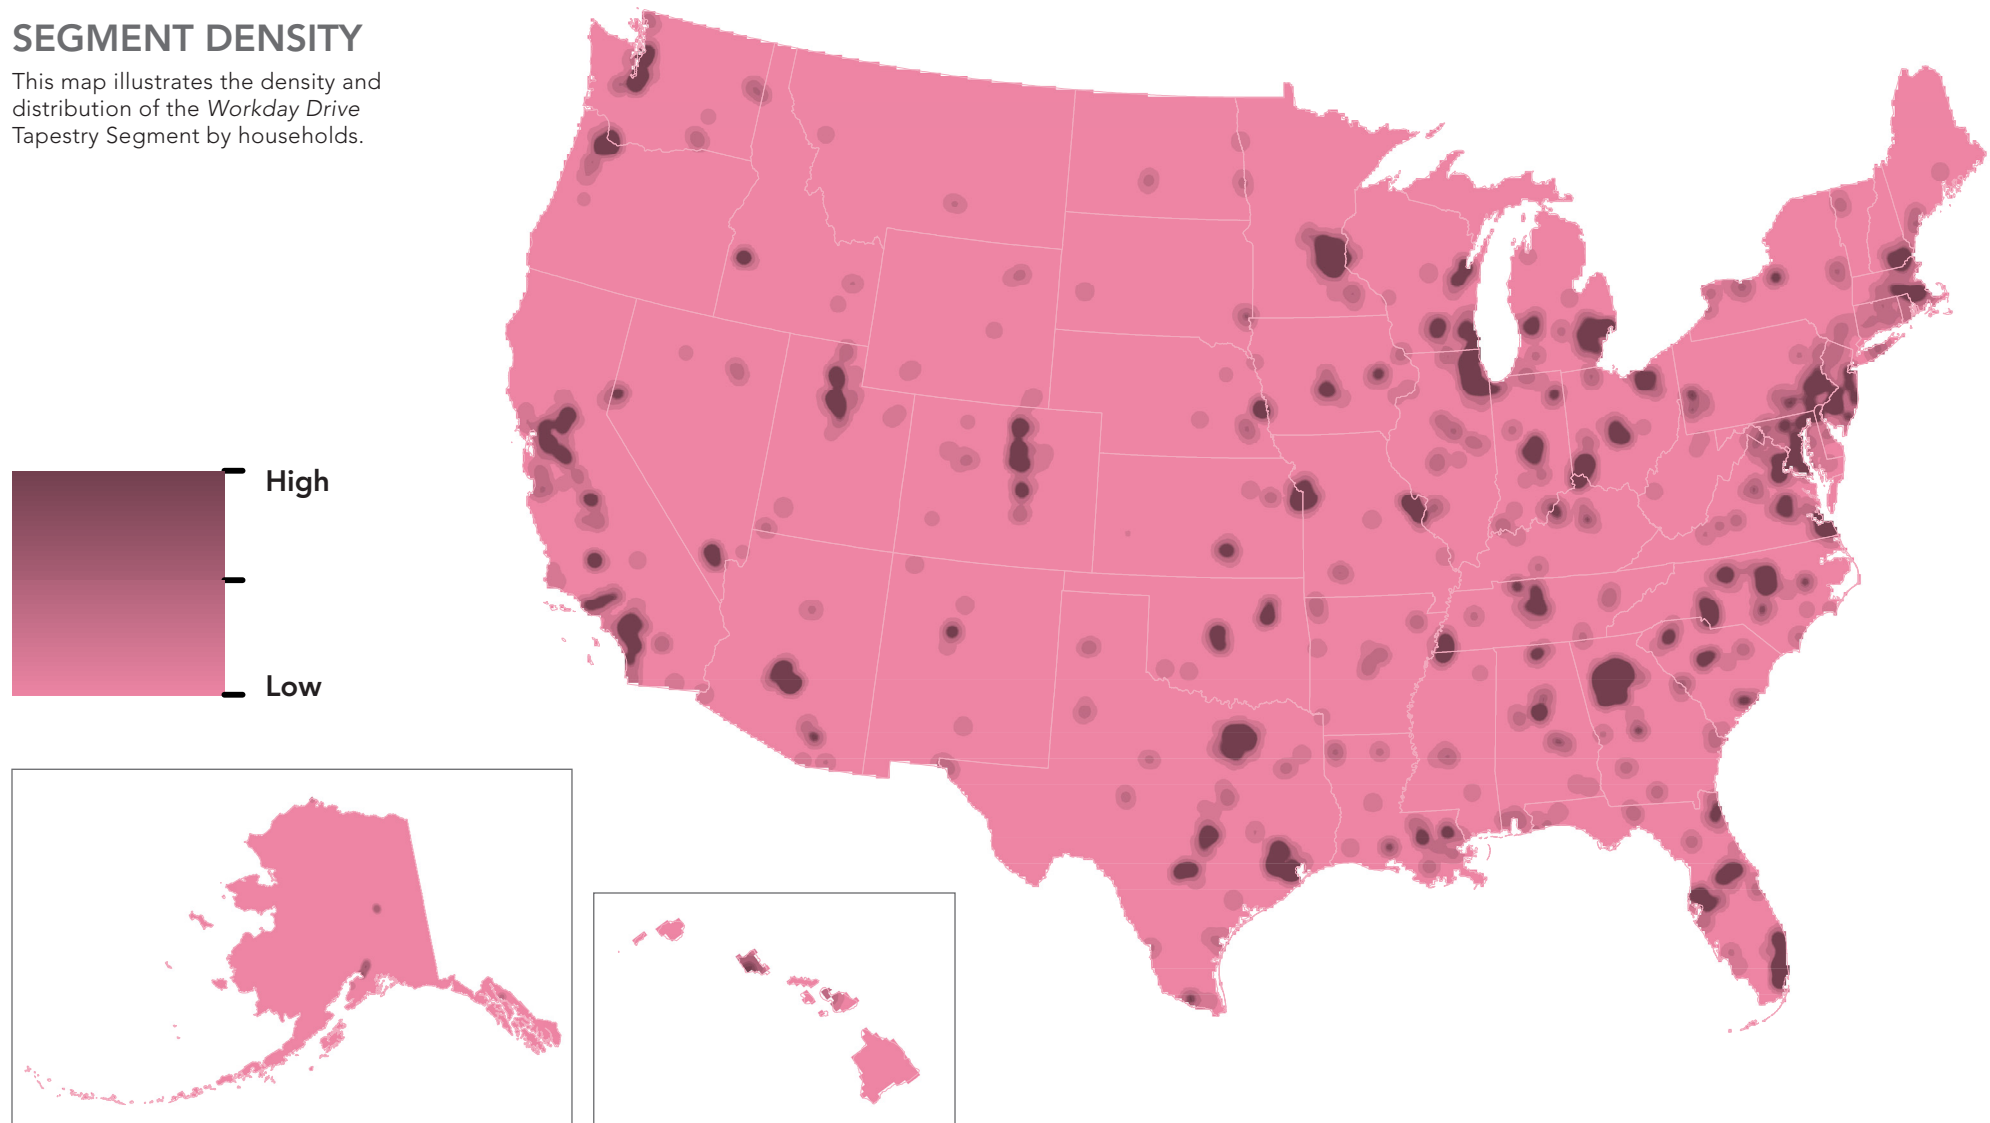 SEGMENT DENSITY
This map illustrates the density and
distribution of the Workday Drive
Tapestry Segment by households.
High
Low